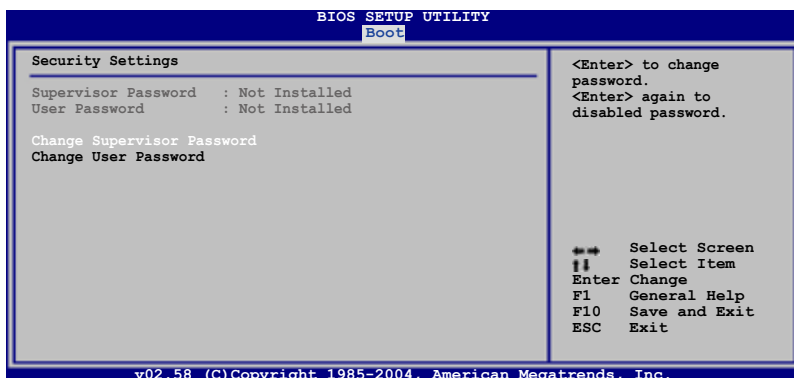 BIOS SETUP UTILITY
Boot
Security Settings
Supervisor Password : Not Installed
User Password : Not Installed
Change Supervisor Password
Change User Password
<Enter> to change
password.
<Enter> again to
disabled password.
←→ Select Screen
↑↓ Select Item
Enter Change
F1 General Help
F10 Save and Exit
ESC Exit
v02.58 (C)Copyright 1985-2004, American Megatrends, Inc.